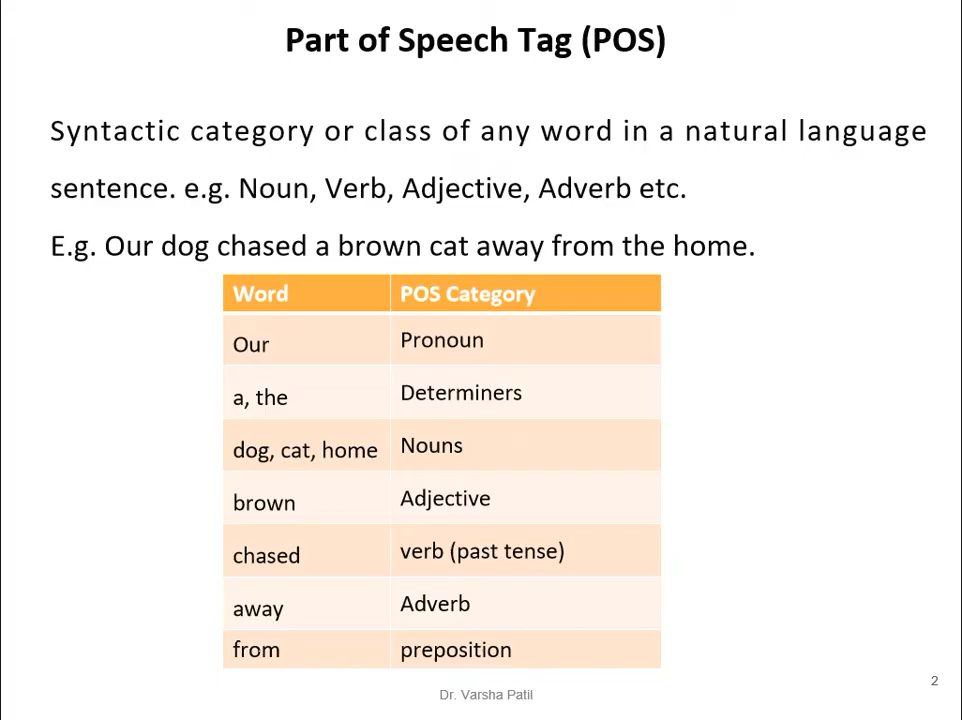 Part of Speech Tag (POS)
Syntactic category or class of any word in a natural language
sentence. e.g. Noun, Verb, Adjective, Adverb etc.
E.g. Our dog chased a brown cat away from the home.
Word POS Category
Our Pronoun
a, the Determiners
dog, cat, home Nouns
brown Adjective
chased verb (past tense)
away Adverb
from preposition
2
Dr. Varsha Patil